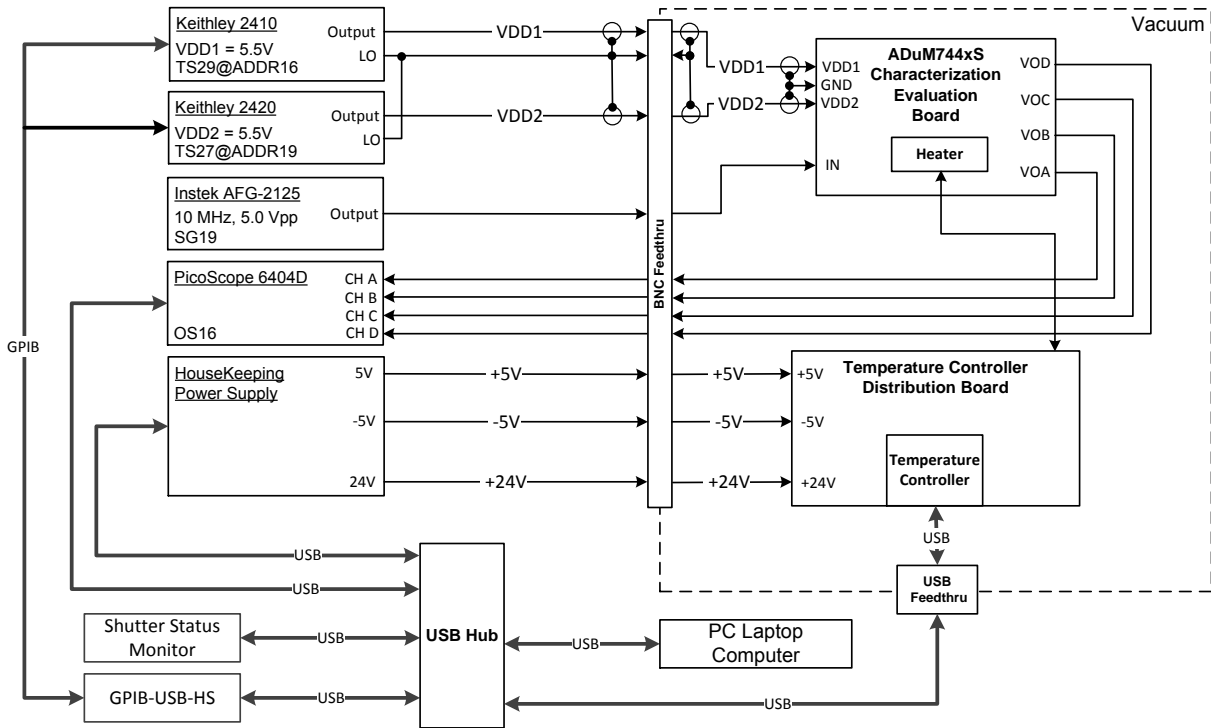 Keithley 2410
VDD1 = 5.5V
TS29@ADDR16
Output
LO
VDD1
Keithley 2420
VDD2 = 5.5V
TS27@ADDR19
Output
LO
VDD2
Instek AFG-2125
10 MHz, 5.0 Vpp
SG19
Output
PicoScope 6404D
OS16
CH A
CH B
CH C
CH D
HouseKeeping
Power Supply
5V
-5V
24V
+5V
-5V
+24V
GPIB
BNC Feedthru
Vacuum
VDD1
VDD2
VDD1
VDD2
ADuM744xS
Characterization
Evaluation
Board
VDD1
GND
VDD2
IN
Heater
VOD
VOC
VOB
VOA
+5V
-5V
+24V
Temperature Controller
Distribution Board
+5V
-5V
+24V
Temperature
Controller
USB
USB
Feedthru
USB
USB
Shutter Status
Monitor
USB
GPIB-USB-HS
USB
USB Hub
USB
PC Laptop
Computer
USB